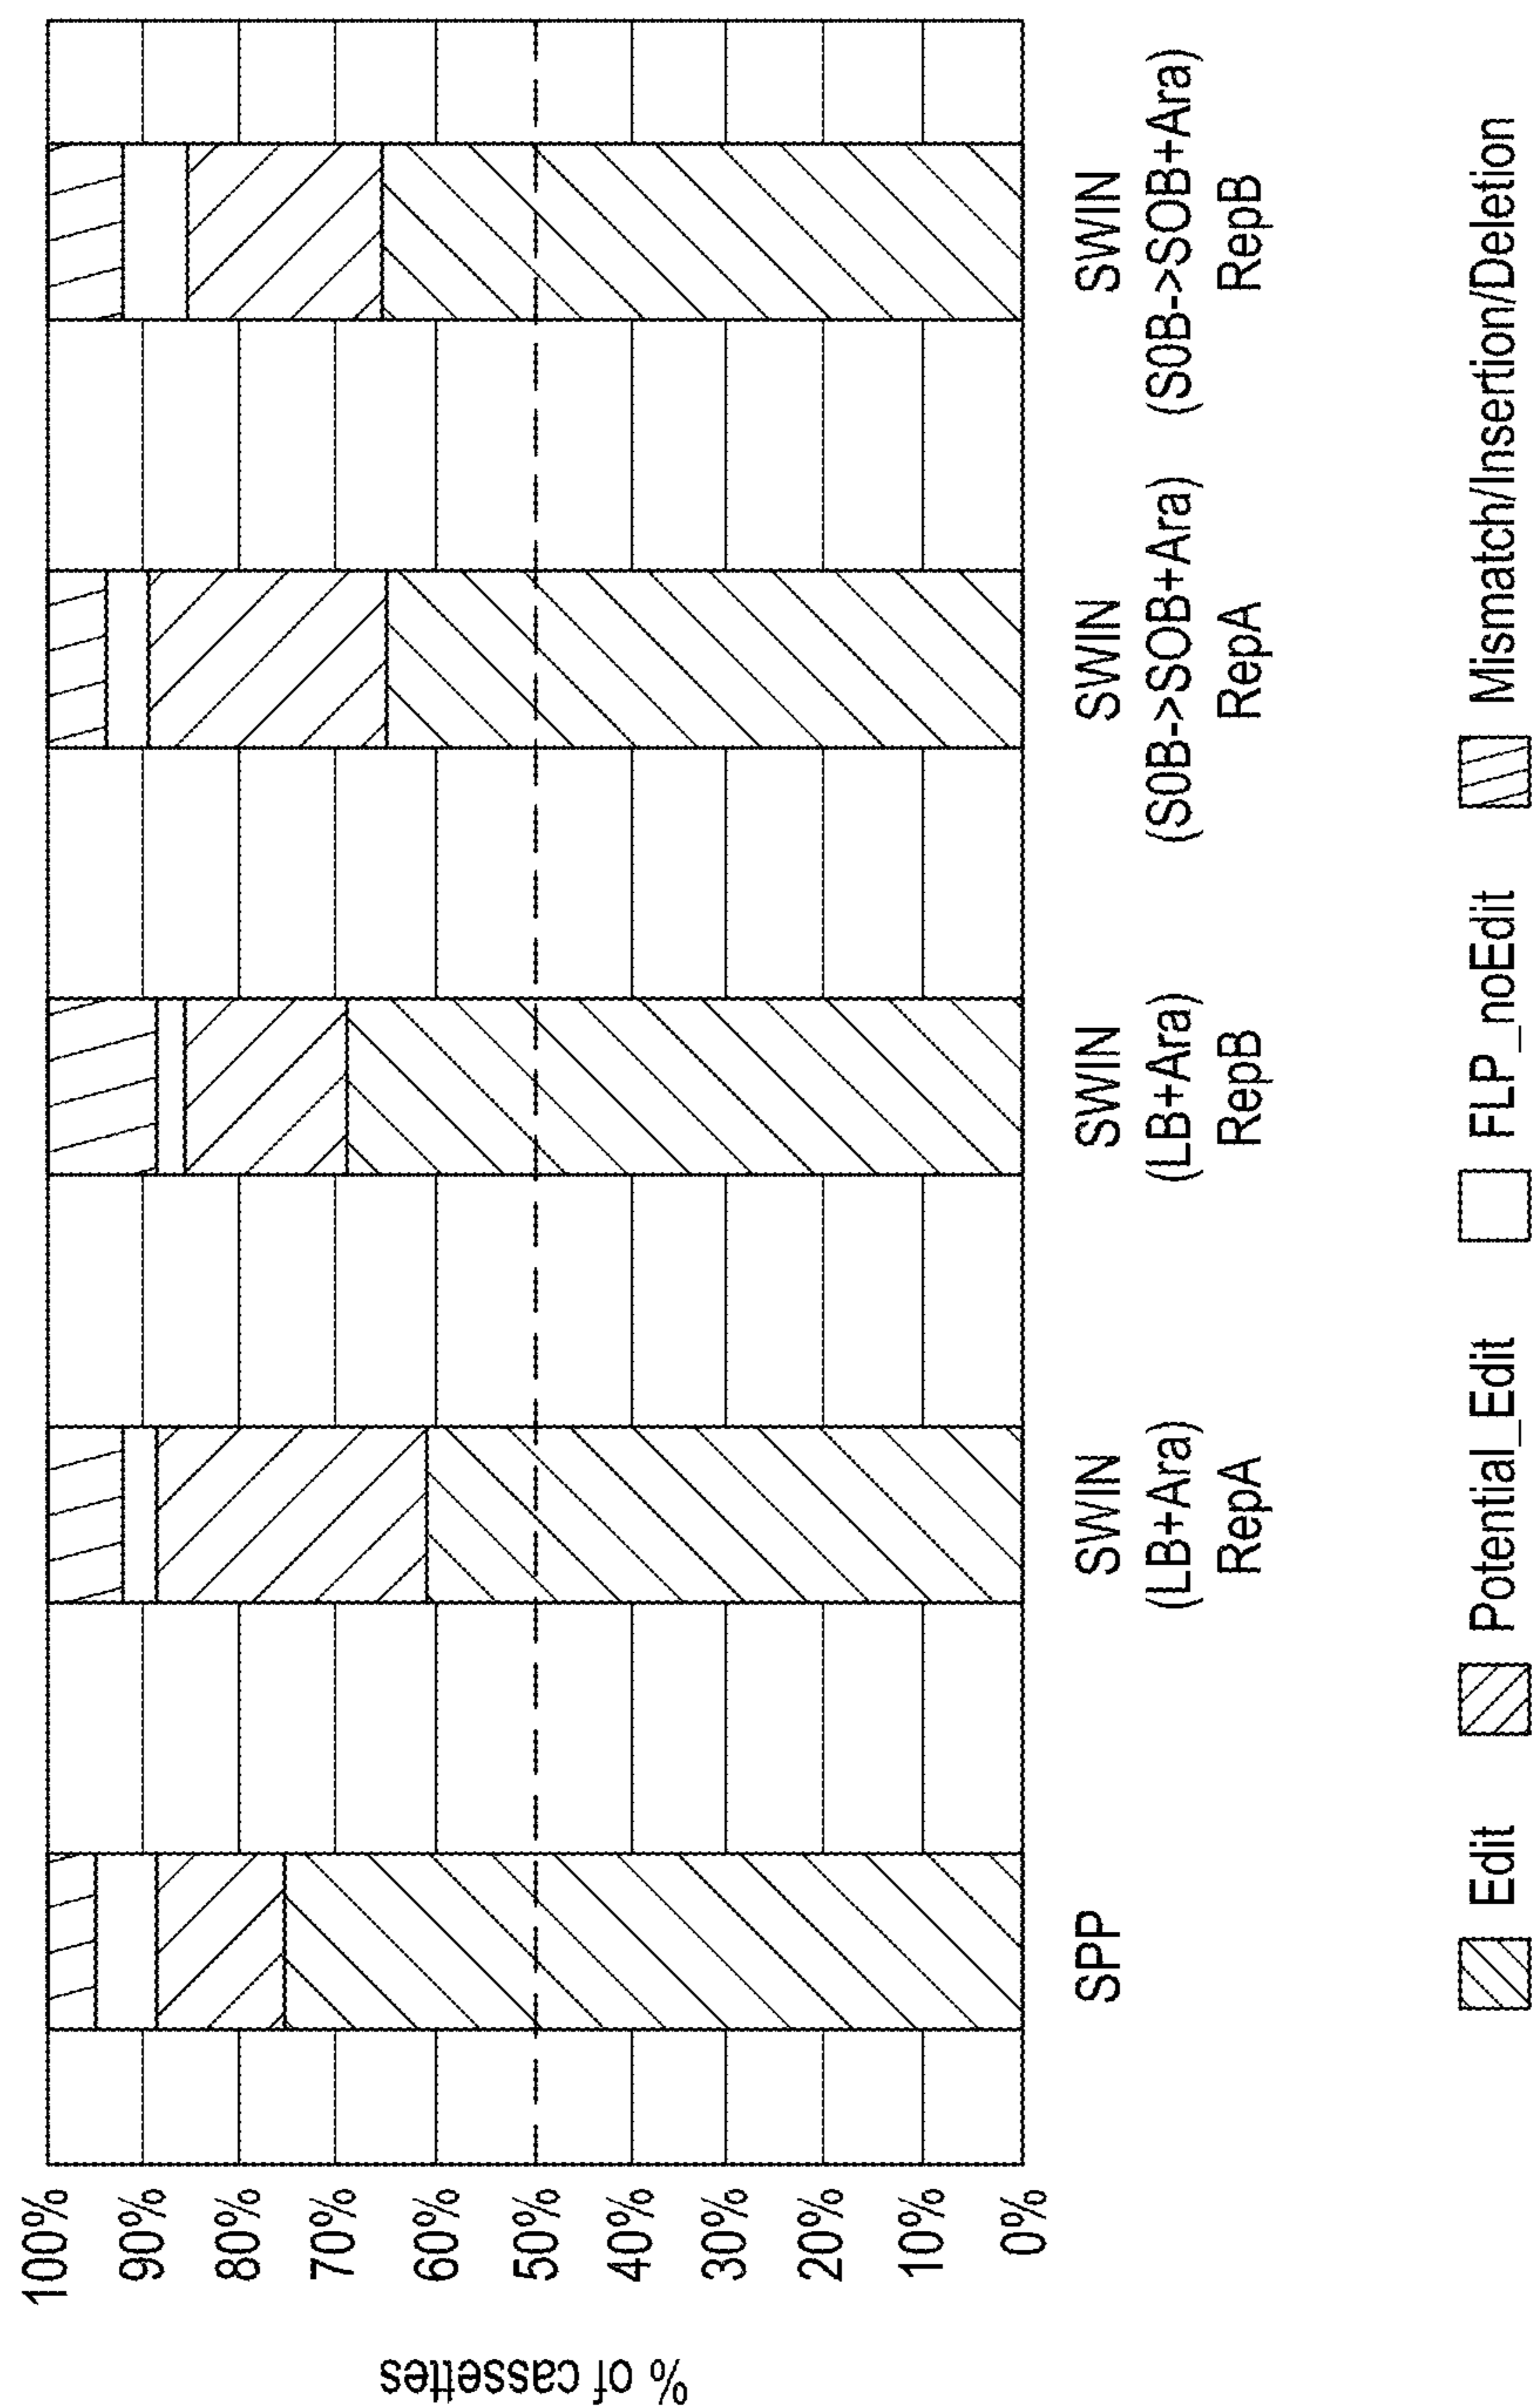 % of cassettes
100%
90%
80%
70%
60%
50%
40%
30%
20%
10%
0%
SPP
SWIN
(LB+Ara)
RepA
SWIN
(LB+Ara)
RepB
SWIN
(S0B->SOB+Ara)
RepA
SWIN
(S0B->SOB+Ara)
RepB
Edit
Potential_Edit
FLP_noEdit
Mismatch/Insertion/Deletion